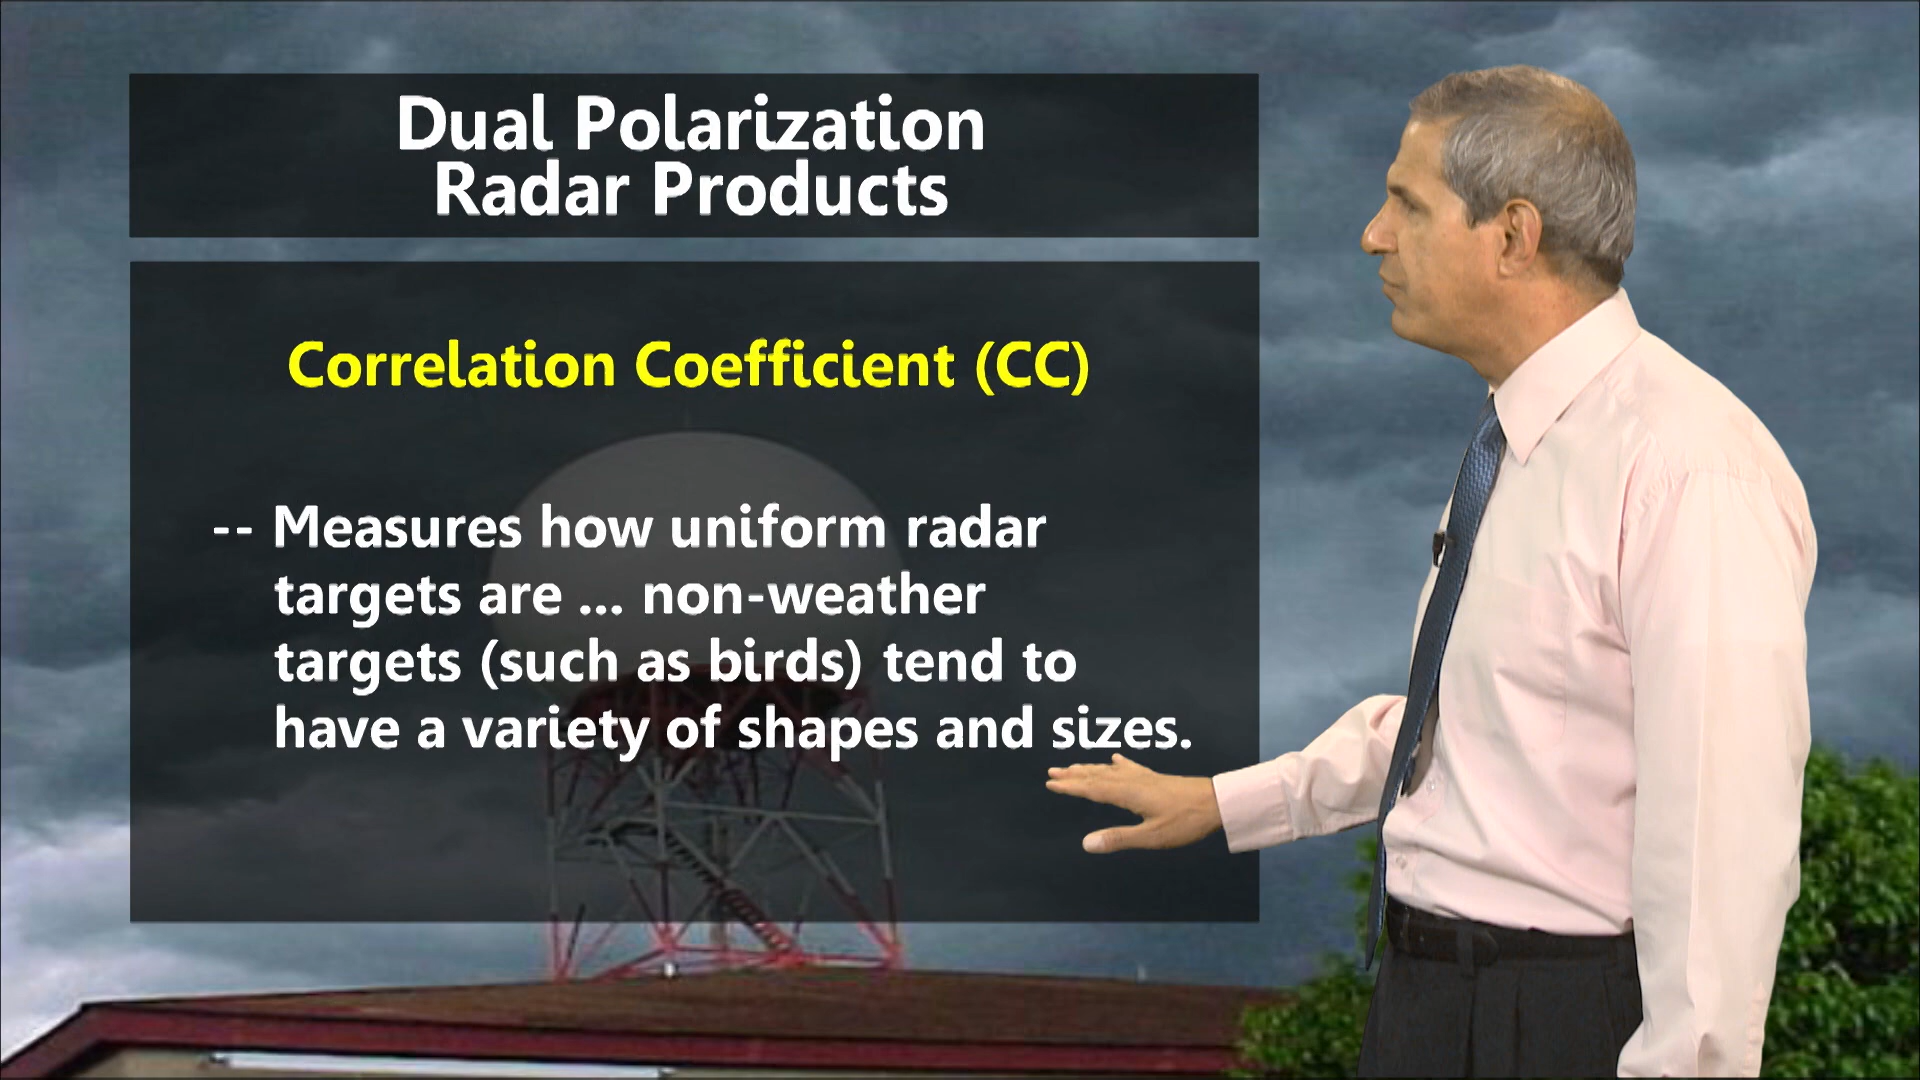 Dual Polarization
Radar Products
Correlation Coefficient (CC)
-- Measures how uniform radar
targets are ... non-weather
targets (such as birds) tend to
have a variety of shapes and sizes.